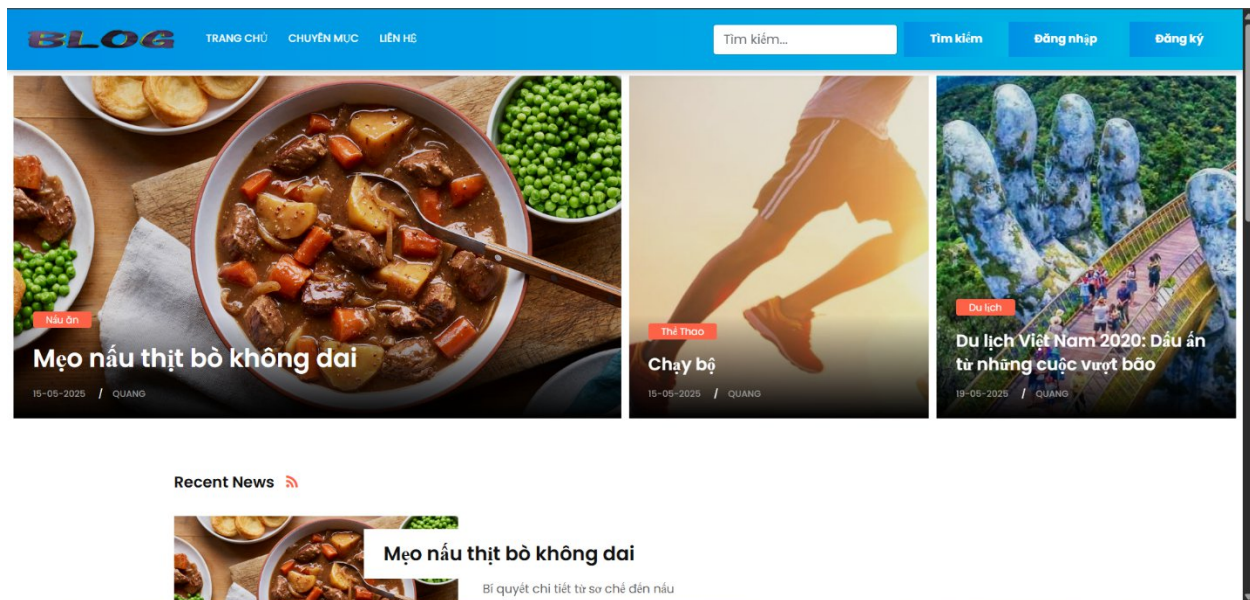 BLOG
TRANG CHỦ CHUYÊN MỤC LIÊN HỆ
Tìm kiếm...
Tìm kiếm
Đăng nhập
Đăng ký
Nấu ăn
Mẹo nấu thịt bò không dai
15-05-2025 / QUANG
Thể Thao
Chạy bộ
15-05-2025 / QUANG
Du lịch
Du lịch Việt Nam 2020: Dấu ấn
từ những cuộc vượt bão
19-05-2025 / QUANG
Recent News
Mẹo nấu thịt bò không dai
Bí quyết chi tiết từ sơ chế đến nấu